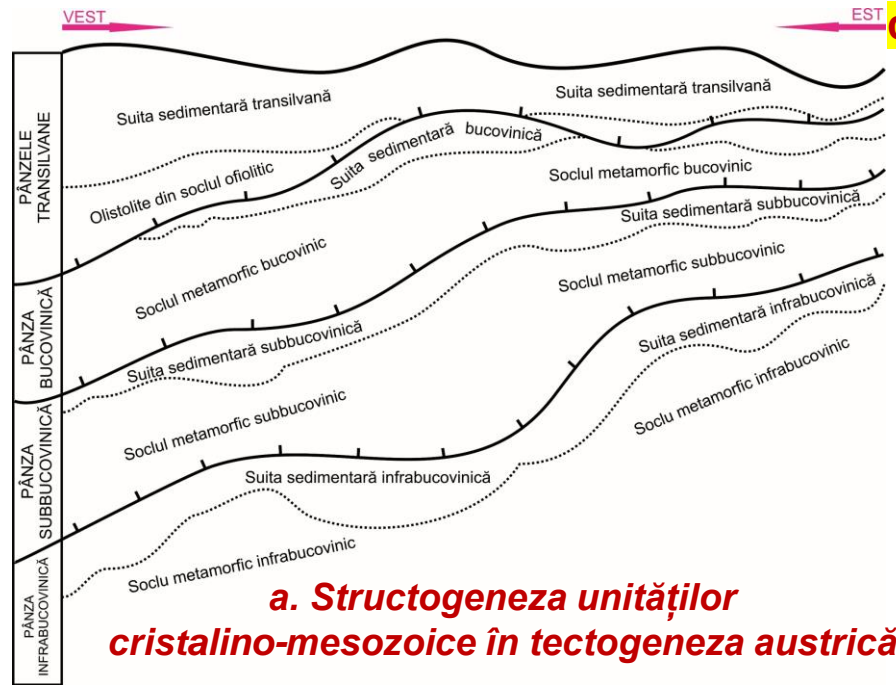 VEST
EST
Suita sedimentară transilvană
Suita sedimentară transilvană
PÂNZELE
TRANSILVANE
Suita sedimentară bucovinică
Olistolite din soclul ofiolitic
Soclul metamorfic bucovinic
Suita sedimentară subbucovinică
Soclul metamorfic bucovinic
Soclul metamorfic subbucovinic
PÂNZA
BUCOVINICĂ
Suita sedimentară subbucovinică
Suita sedimentară infrabucovinică
Soclul metamorfic subbucovinic
Soclu metamorfic infrabucovinic
PÂNZA
SUBBUCOVINICĂ
Suita sedimentară infrabucovinică
Soclu metamorfic infrabucovinic
PÂNZA
INFRABUCOVINICĂ
a. Structogeneza unităților
cristalino-mesozoice în tectogeneza austrică